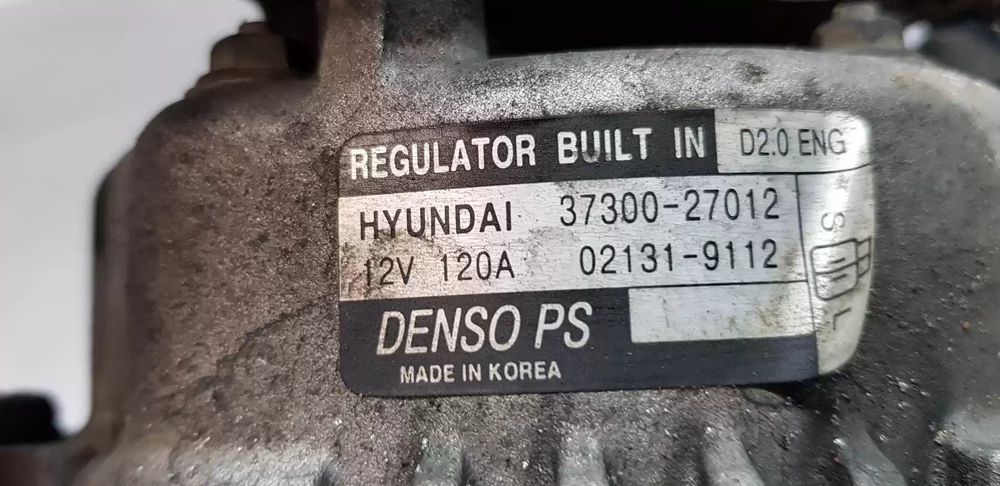 REGULATOR BUILT IN D2.0 ENG
HYUNDAI 37300-27012
12V 120A 02131-9112
DENSO PS
MADE IN KOREA
S
L